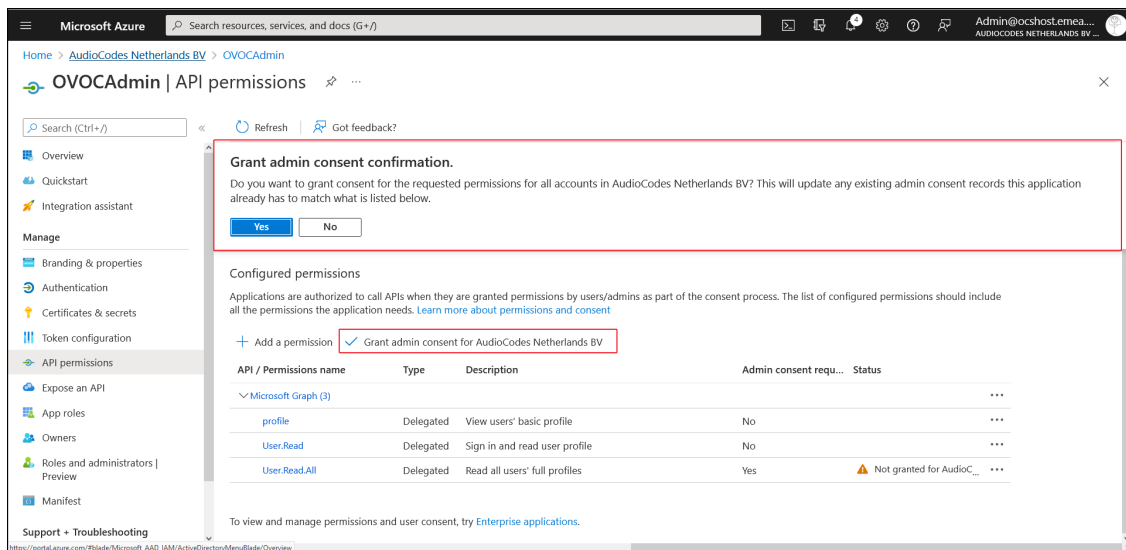 Microsoft Azure
Search resources, services, and docs (G+/)
Admin@ocshost.emea....
AUDIOCODES NETHERLANDS BV ...
Home > AudioCodes Netherlands BV > OVOCAdmin
OVOCAdmin | API permissions
Search (Ctrl+/)
Refresh
Got feedback?
Overview
Quickstart
Integration assistant
Manage
Branding & properties
Authentication
Certificates & secrets
Token configuration
API permissions
Expose an API
App roles
Owners
Roles and administrators |
Preview
Manifest
Support + Troubleshooting
Grant admin consent confirmation.
Do you want to grant consent for the requested permissions for all accounts in AudioCodes Netherlands BV? This will update any existing admin consent records this application
already has to match what is listed below.
Yes No
Configured permissions
Applications are authorized to call APIs when they are granted permissions by users/admins as part of the consent process. The list of configured permissions should include
all the permissions the application needs. Learn more about permissions and consent
Add a permission Grant admin consent for AudioCodes Netherlands BV
API / Permissions name Type Description Admin consent requ... Status
Microsoft Graph (3) ...
profile Delegated View users' basic profile No ...
User.Read Delegated Sign in and read user profile No ...
User.Read.All Delegated Read all users' full profiles Yes Not granted for AudioC... ...
To view and manage permissions and user consent, try Enterprise applications.
https://portal.azure.com/#blade/Microsoft_AAD_IAM/ActiveDirectoryMenuBlade/Overview